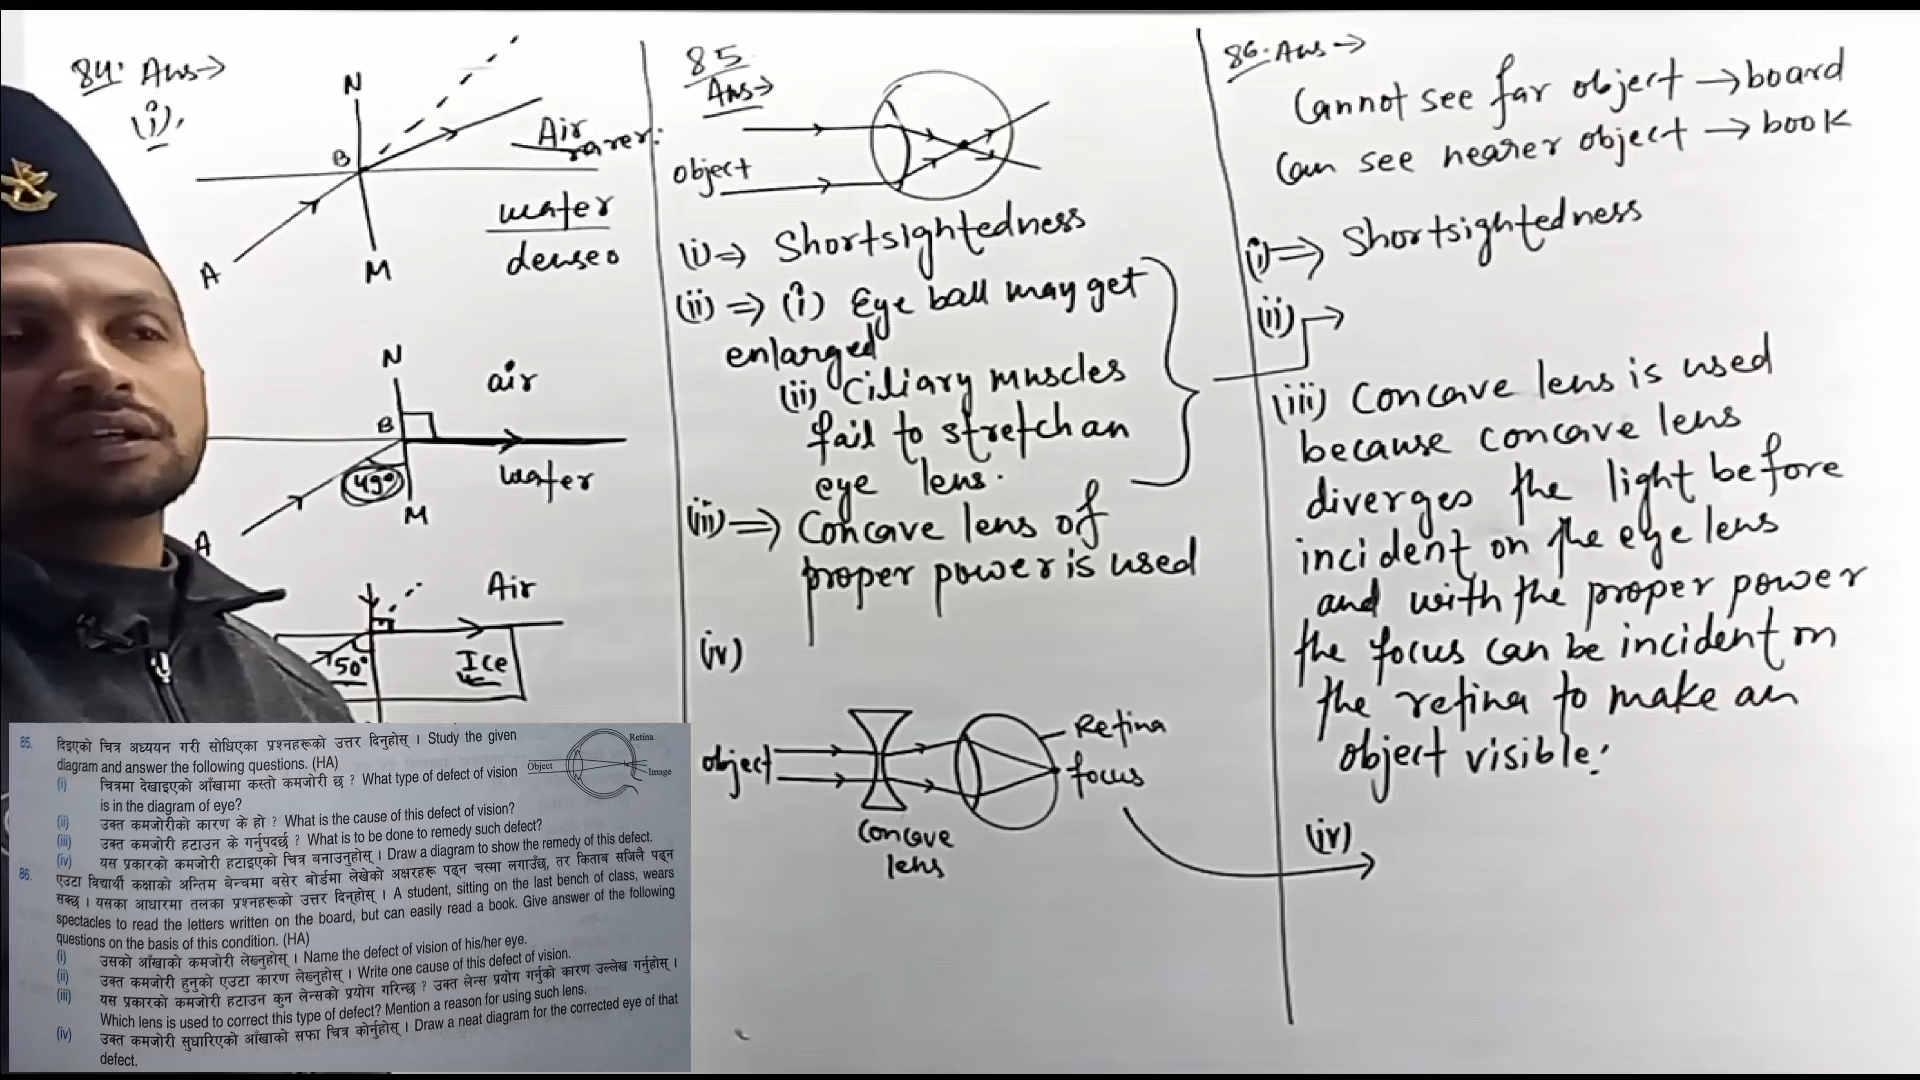 84. Ans→
(i).
N
B
Air
rarer:
water
denseo
A
M
N
air
B
49°
water
M
A
Air
50°
Ice
85
Ans→
object
(i)⇒ Shortsightedness
(ii) ⇒ (i) Eye ball may get
enlarged
(ii) Ciliary muscles
fail to stretch an
eye lens.
(iii) ⇒ Concave lens of
proper power is used
(iv)
object
Retina
focus
Concave
lens
86. Ans →
Cannot see far object → board
Can see nearer object → book
(i)⇒ Shortsightedness
(ii) →
(iii) Concave lens is used
because concave lens
diverges the light before
incident on the eye lens
and with the proper power
the focus can be incident on
the retina to make an
object visible.
(iv) →
85. दिइएको चित्र अध्ययन गरी सोधिएका प्रश्नहरूको उत्तर दिनुहोस् । Study the given
diagram and answer the following questions. (HA)
Object
Retina
Image
(i) चित्रमा देखाइएको आँखामा कस्तो कमजोरी छ ? What type of defect of vision
is in the diagram of eye?
(ii) उक्त कमजोरीको कारण के हो ? What is the cause of this defect of vision?
(iii) उक्त कमजोरी हटाउन के गर्नुपर्दछ ? What is to be done to remedy such defect?
(iv) यस प्रकारको कमजोरी हटाइएको चित्र बनाउनुहोस् । Draw a diagram to show the remedy of this defect.
86. एउटा विद्यार्थी कक्षाको अन्तिम बेन्चमा बसेर बोर्डमा लेखेको अक्षरहरू पढ्न चस्मा लगाउँछ, तर किताब सजिलै पढ्न
सक्छ । यसका आधारमा तलका प्रश्नहरूको उत्तर दिनुहोस् । A student, sitting on the last bench of class, wears
spectacles to read the letters written on the board, but can easily read a book. Give answer of the following
questions on the basis of this condition. (HA)
(i) उसको आँखाको कमजोरी लेख्नुहोस् । Name the defect of vision of his/her eye.
(ii) उक्त कमजोरी हुनुको एउटा कारण लेख्नुहोस् । Write one cause of this defect of vision.
(iii) यस प्रकारको कमजोरी हटाउन कुन लेन्सको प्रयोग गरिन्छ ? उक्त लेन्स प्रयोग गर्नुको कारण उल्लेख गर्नुहोस् ।
Which lens is used to correct this type of defect? Mention a reason for using such lens.
(iv) उक्त कमजोरी सुधारिएको आँखाको सफा चित्र कोर्नुहोस् । Draw a neat diagram for the corrected eye of that
defect.